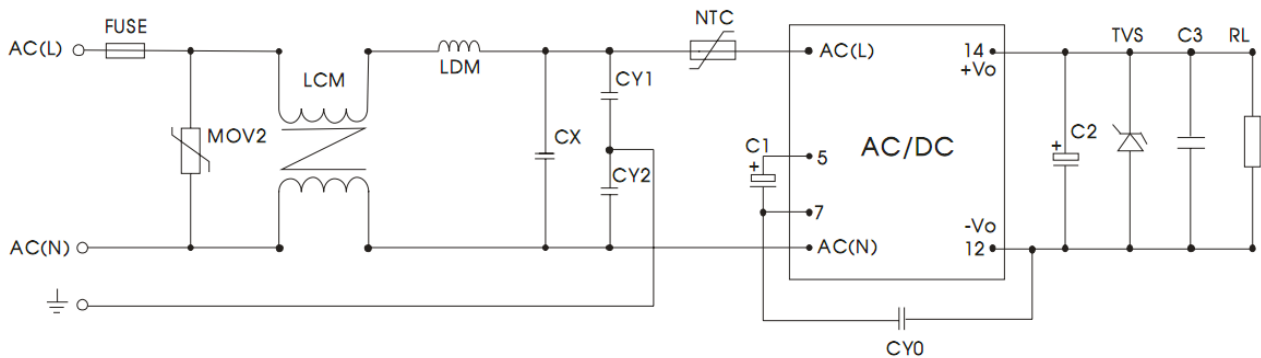 FUSE
AC(L)
LCM
LDM
MOV2
CX
CY1
CY2
NTC
AC(L)
14
+Vo
TVS
C3
RL
C1
+
5
AC/DC
C2
+
7
AC(N)
AC(N)
-Vo
12
CY0